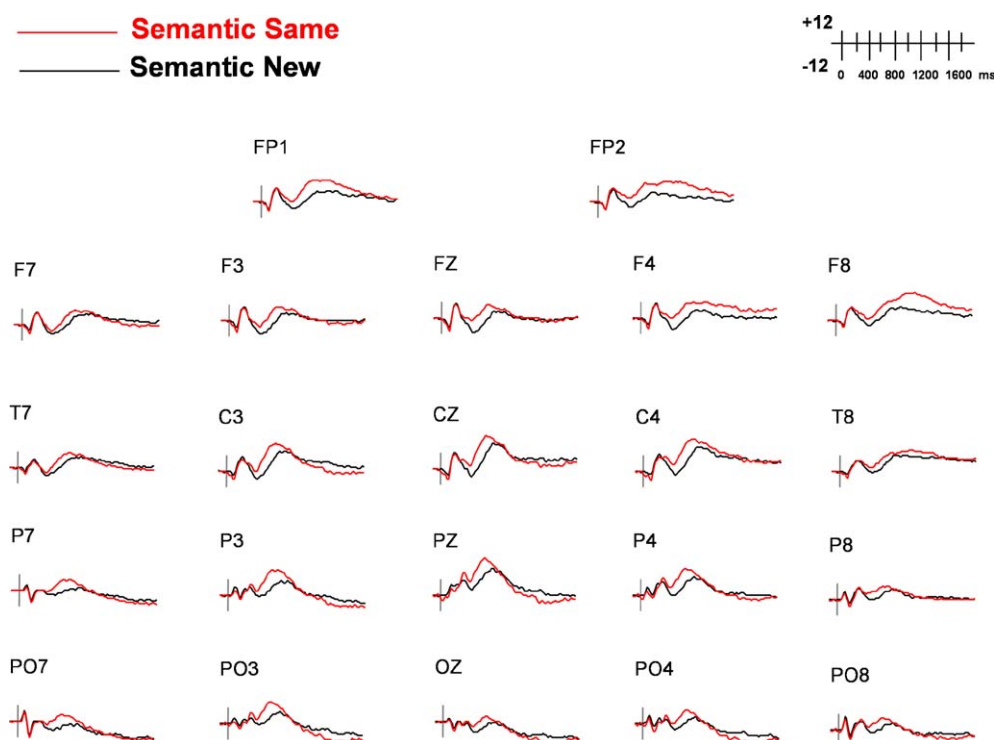 Semantic Same
Semantic New
+12
-12
0 400 800 1200 1600 ms
FP1 FP2
F7 F3 FZ F4 F8
T7 C3 CZ C4 T8
P7 P3 PZ P4 P8
PO7 PO3 OZ PO4 PO8